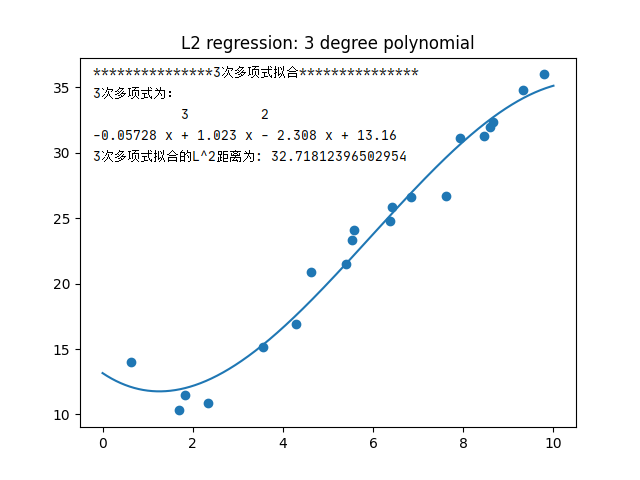 L2 regression: 3 degree polynomial
***************3次多项式拟合***************
3次多项式为:
3 2
-0.05728 x + 1.023 x - 2.308 x + 13.16
3次多项式拟合的L^2距离为: 32.71812396502954
35
30
25
20
15
10
0 2 4 6 8 10